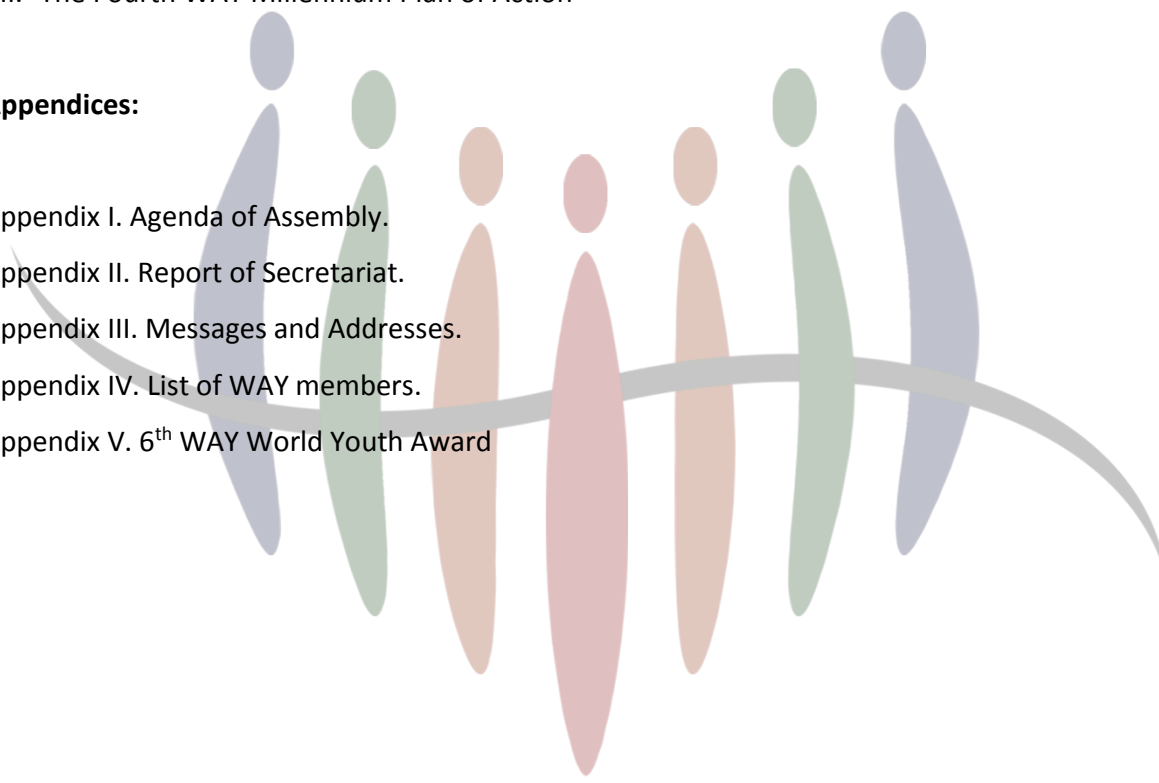 The Fourth WAY Millennium Plan of Action
ppendices:
ppendix I. Agenda of Assembly.
ppendix II. Report of Secretariat.
ppendix III. Messages and Addresses.
ppendix IV. List of WAY members.
ppendix V. 6th WAY World Youth Award